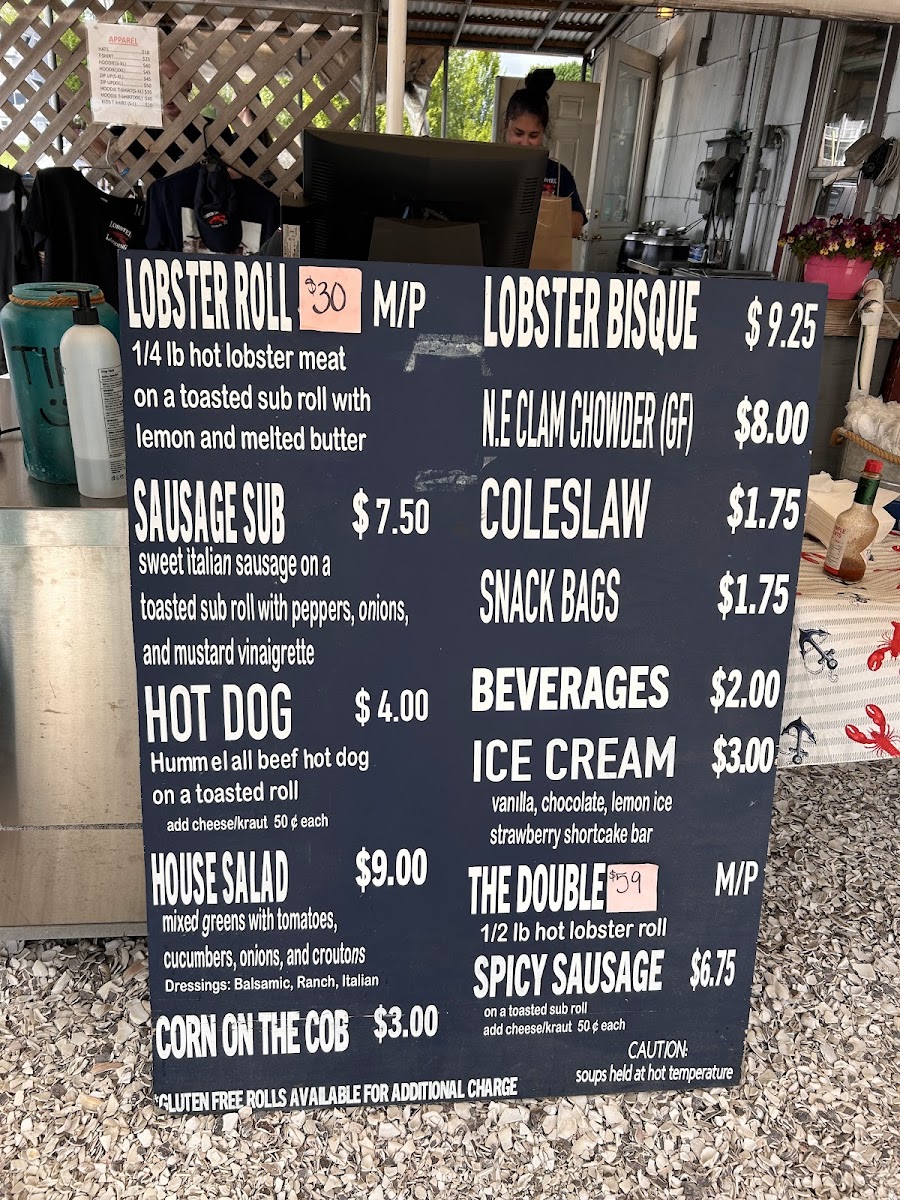 APPAREL
LOBSTER ROLL $30 M/P
1/4 lb hot lobster meat
on a toasted sub roll with
lemon and melted butter
SAUSAGE SUB $7.50
sweet italian sausage on a
toasted sub roll with peppers, onions,
and mustard vinaigrette
HOT DOG $4.00
Hummel all beef hot dog
on a toasted roll
add cheese/kraut 50 ¢ each
HOUSE SALAD $9.00
mixed greens with tomatoes,
cucumbers, onions, and croutons
Dressings: Balsamic, Ranch, Italian
CORN ON THE COB $3.00
*GLUTEN FREE ROLLS AVAILABLE FOR ADDITIONAL CHARGE
LOBSTER BISQUE $9.25
N.E CLAM CHOWDER (GF) $8.00
COLESLAW $1.75
SNACK BAGS $1.75
BEVERAGES $2.00
ICE CREAM $3.00
vanilla, chocolate, lemon ice
strawberry shortcake bar
THE DOUBLE $59 M/P
1/2 lb hot lobster roll
SPICY SAUSAGE $6.75
on a toasted sub roll
add cheese/kraut 50 ¢ each
CAUTION:
soups held at hot temperature